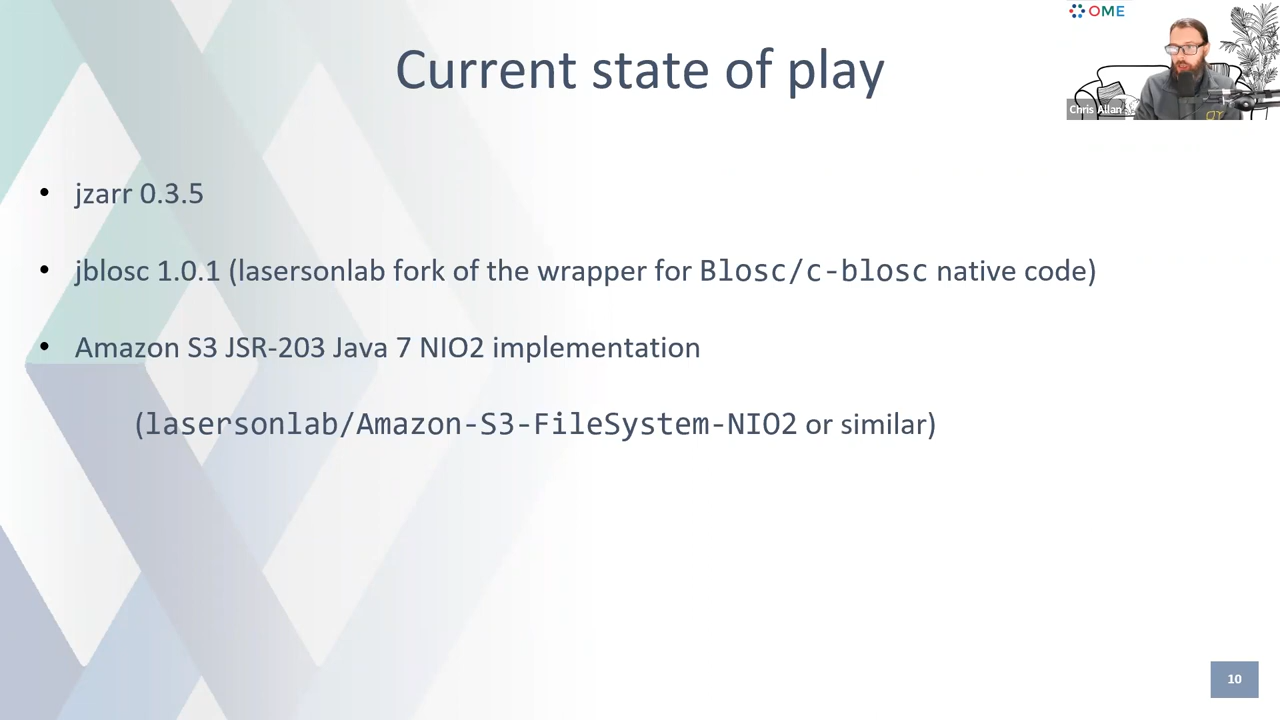 OME
Chris Allan
Current state of play
• jzarr 0.3.5
• jblosc 1.0.1 (lasersonlab fork of the wrapper for Blosc/c-blosc native code)
• Amazon S3 JSR-203 Java 7 NIO2 implementation
(lasersonlab/Amazon-S3-FileSystem-NIO2 or similar)
10